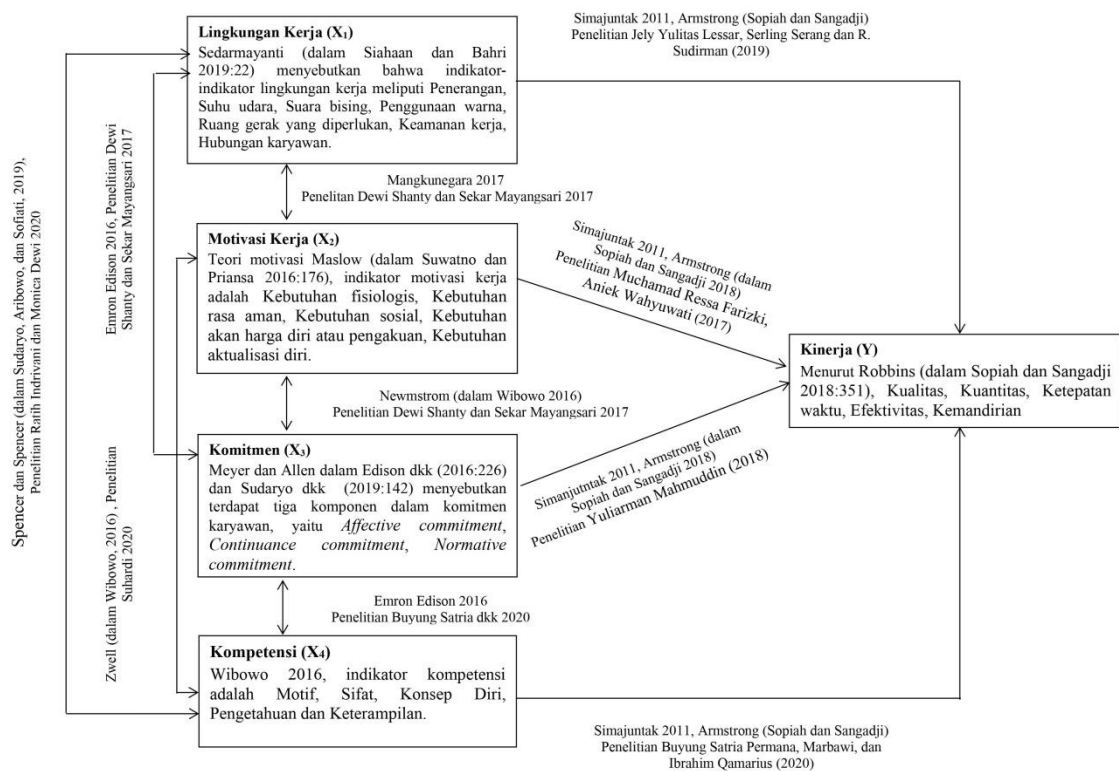 Lingkungan Kerja (X₁)
Sedarmayanti (dalam Siahaan dan Bahri
2019:22) menyebutkan bahwa indikator-
indikator lingkungan kerja meliputi Penerangan,
Suhu udara, Suara bising, Penggunaan warna,
Ruang gerak yang diperlukan, Keamanan kerja,
Hubungan karyawan.
Simajuntak 2011, Armstrong (Sopiah dan Sangadji)
Penelitian Jely Yulitas Lessar, Serling Serang dan R.
Sudirman (2019)
Spencer dan Spencer (dalam Sudaryo, Aribowo, dan Sofiati, 2019),
Penelitian Ratih Indrivani dan Monica Dewi 2020
Emron Edison 2016, Penelitian Dewi
Shanty dan Sekar Mayangsari 2017
Mangkunegara 2017
Penelitan Dewi Shanty dan Sekar Mayangsari 2017
Motivasi Kerja (X₂)
Teori motivasi Maslow (dalam Suwatno dan
Priansa 2016:176), indikator motivasi kerja
adalah Kebutuhan fisiologis, Kebutuhan
rasa aman, Kebutuhan sosial, Kebutuhan
akan harga diri atau pengakuan, Kebutuhan
aktualisasi diri.
Simajuntak 2011, Armstrong (dalam
Sopiah dan Sangadji 2018)
Penelitian Muchamad Ressa Farizki,
Aniek Wahyuwati (2017)
Kinerja (Y)
Menurut Robbins (dalam Sopiah dan Sangadji
2018:351), Kualitas, Kuantitas, Ketepatan
waktu, Efektivitas, Kemandirian
Newmstrom (dalam Wibowo 2016)
Penelitian Dewi Shanty dan Sekar Mayangsari 2017
Komitmen (X₃)
Meyer dan Allen dalam Edison dkk (2016:226)
dan Sudaryo dkk (2019:142) menyebutkan
terdapat tiga komponen dalam komitmen
karyawan, yaitu Affective commitment,
Continuance commitment, Normative
commitment.
Simanjutntak 2011, Armstrong (dalam
Sopiah dan Sangadji 2018)
Penelitian Yuliarman Mahmuddin (2018)
Zwell (dalam Wibowo, 2016) , Penelitian
Suhardi 2020
Emron Edison 2016
Penelitian Buyung Satria dkk 2020
Kompetensi (X₄)
Wibowo 2016, indikator kompetensi
adalah Motif, Sifat, Konsep Diri,
Pengetahuan dan Keterampilan.
Simajuntak 2011, Armstrong (Sopiah dan Sangadji)
Penelitian Buyung Satria Permana, Marbawi, dan
Ibrahim Qamarius (2020)